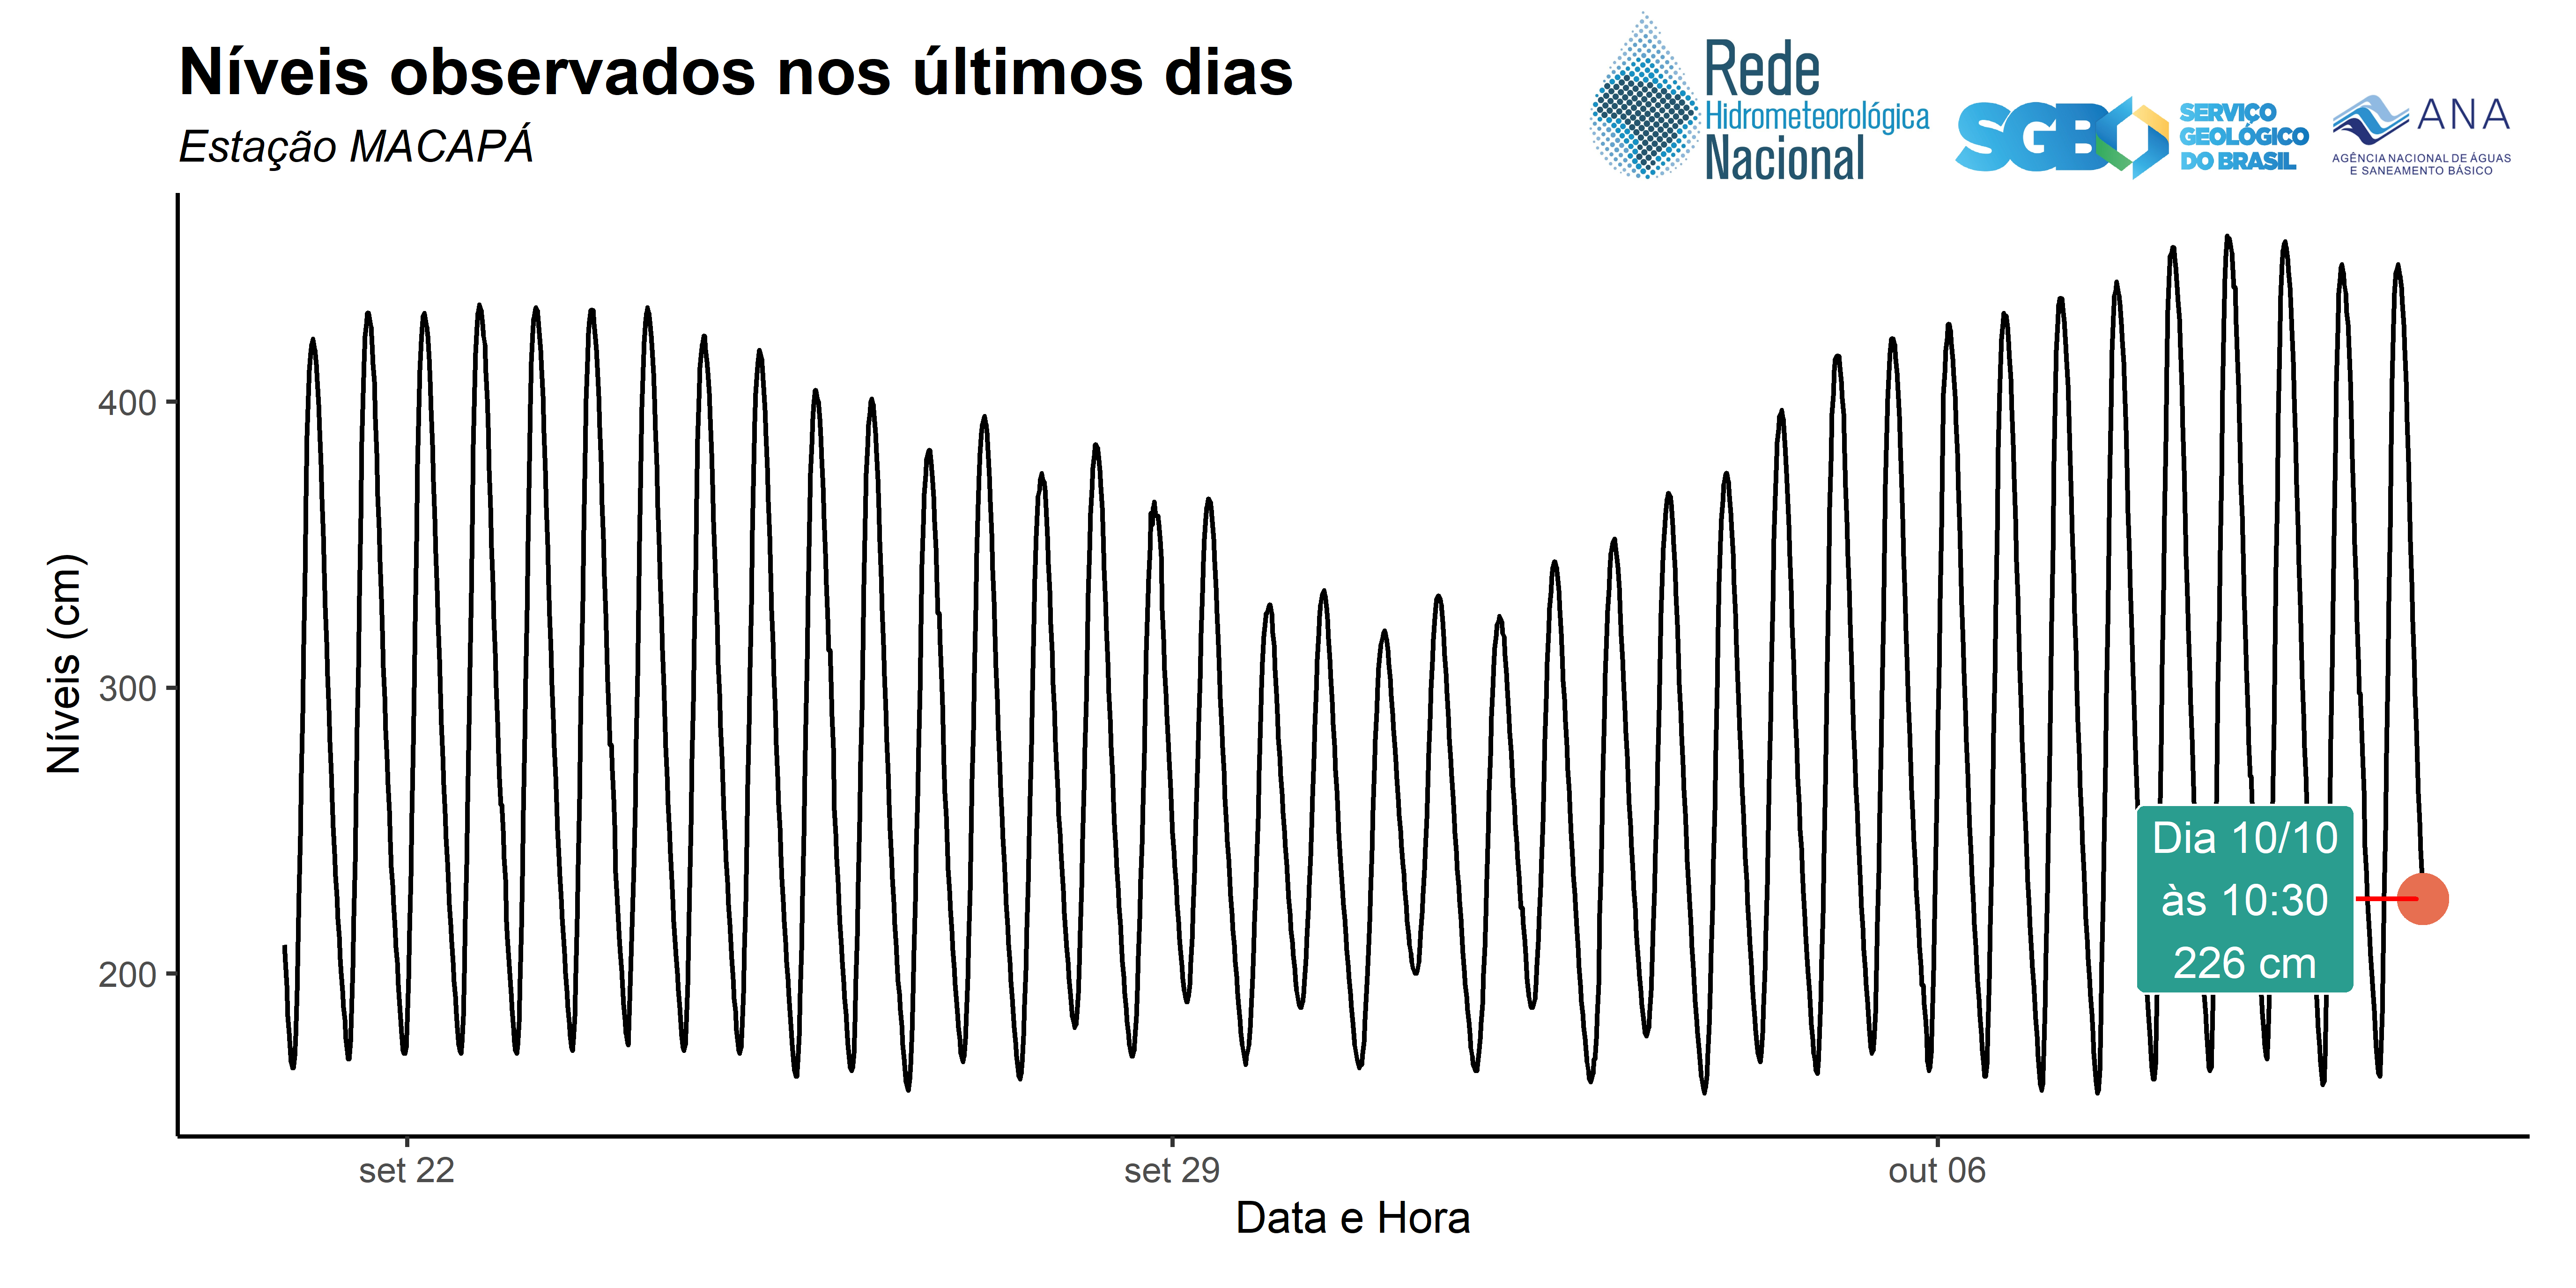 Níveis observados nos últimos dias
Estação MACAPÁ
Rede
Hidrometeorológica
Nacional
SGB
SERVIÇO
GEOLÓGICO
DO BRASIL
ANA
AGÊNCIA NACIONAL DE ÁGUAS
E SANEAMENTO BÁSICO
Níveis (cm)
400
300
200
Dia 10/10
às 10:30
226 cm
set 22
set 29
out 06
Data e Hora